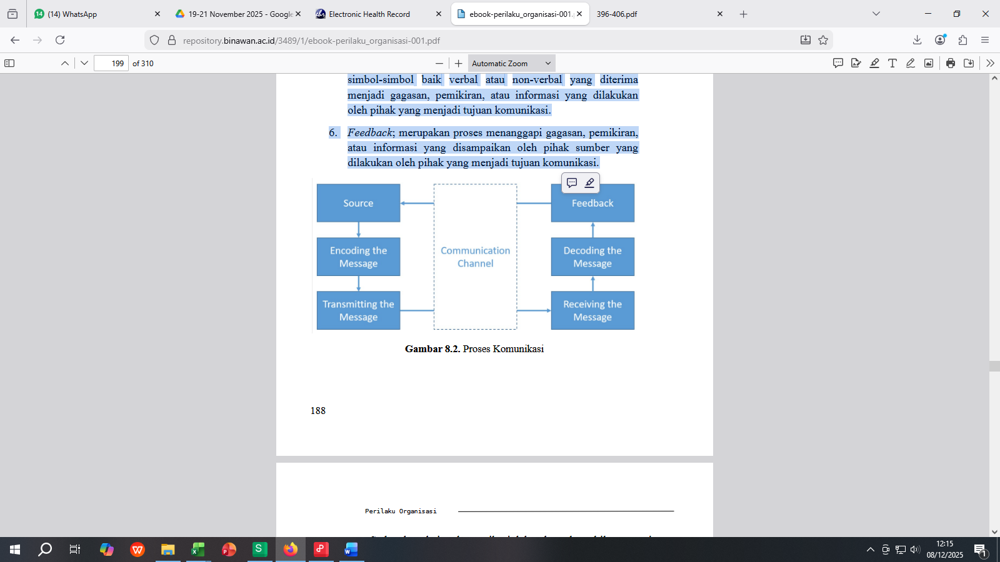 14
(14) WhatsApp
19-21 November 2025 - Google
Electronic Health Record
ebook-perilaku_organisasi-001.
396-406.pdf
repository.binawan.ac.id/3489/1/ebook-perilaku_organisasi-001.pdf
199 of 310
Automatic Zoom
simbol-simbol baik verbal atau non-verbal yang diterima
menjadi gagasan, pemikiran, atau informasi yang dilakukan
oleh pihak yang menjadi tujuan komunikasi.
6. Feedback; merupakan proses menanggapi gagasan, pemikiran,
atau informasi yang disampaikan oleh pihak sumber yang
dilakukan oleh pihak yang menjadi tujuan komunikasi.
Source
Feedback
Encoding the
Message
Communication
Channel
Decoding the
Message
Transmitting the
Message
Receiving the
Message
Gambar 8.2. Proses Komunikasi
188
Perilaku Organisasi
12:15
08/12/2025
1